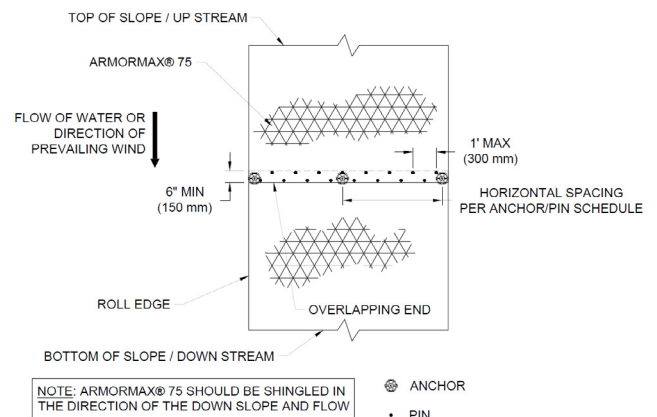 TOP OF SLOPE / UP STREAM
ARMORMAX® 75
FLOW OF WATER OR
DIRECTION OF
PREVAILING WIND
1' MAX
(300 mm)
6" MIN
(150 mm)
HORIZONTAL SPACING
PER ANCHOR/PIN SCHEDULE
ROLL EDGE
OVERLAPPING END
BOTTOM OF SLOPE / DOWN STREAM
NOTE: ARMORMAX® 75 SHOULD BE SHINGLED IN
THE DIRECTION OF THE DOWN SLOPE AND FLOW
ANCHOR
PIN